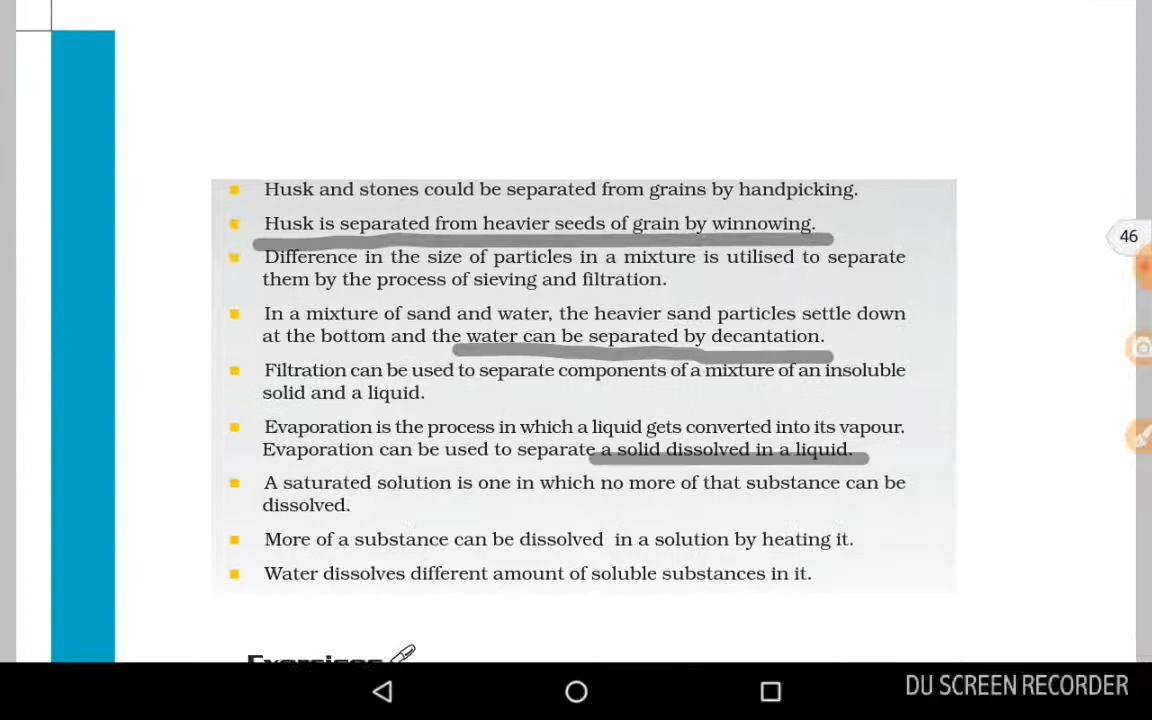 Husk and stones could be separated from grains by handpicking.
Husk is separated from heavier seeds of grain by winnowing.
Difference in the size of particles in a mixture is utilised to separate
them by the process of sieving and filtration.
In a mixture of sand and water, the heavier sand particles settle down
at the bottom and the water can be separated by decantation.
Filtration can be used to separate components of a mixture of an insoluble
solid and a liquid.
Evaporation is the process in which a liquid gets converted into its vapour.
Evaporation can be used to separate a solid dissolved in a liquid.
A saturated solution is one in which no more of that substance can be
dissolved.
More of a substance can be dissolved in a solution by heating it.
Water dissolves different amount of soluble substances in it.
Exercises
46
DU SCREEN RECORDER